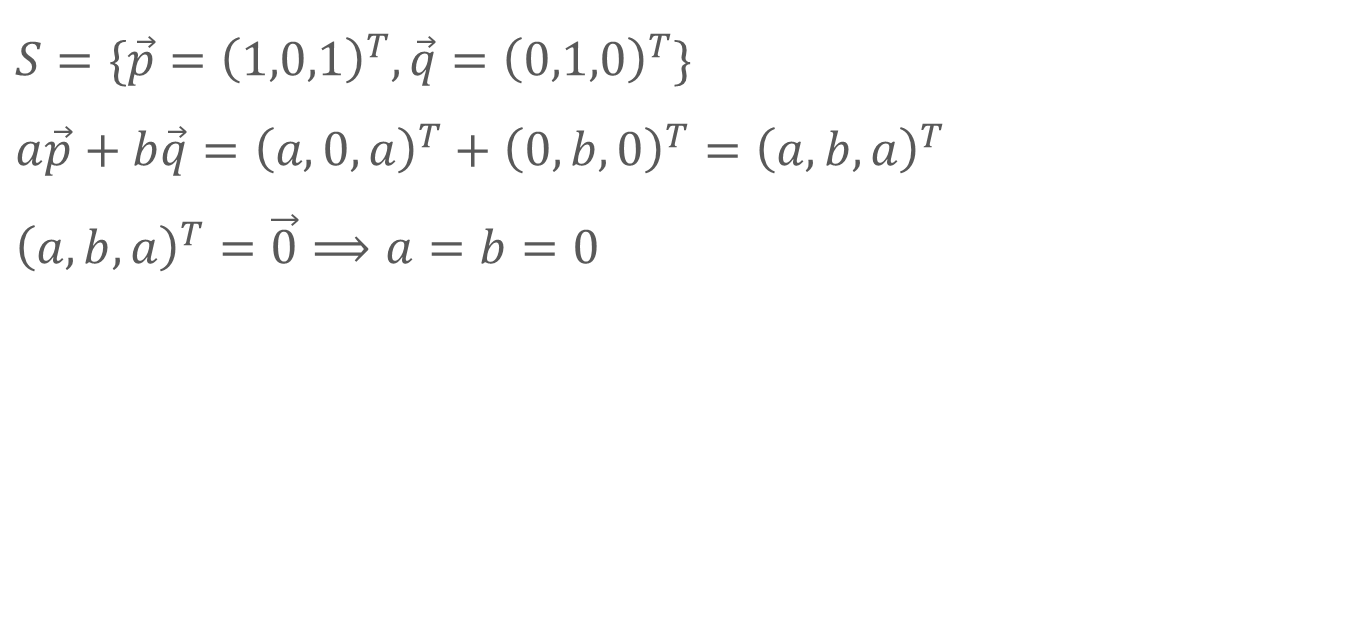 S = {p⃗ = (1,0,1)ᵀ, q⃗ = (0,1,0)ᵀ}
ap⃗ + bq⃗ = (a, 0, a)ᵀ + (0, b, 0)ᵀ = (a, b, a)ᵀ
(a, b, a)ᵀ = 0⃗ ⟹ a = b = 0